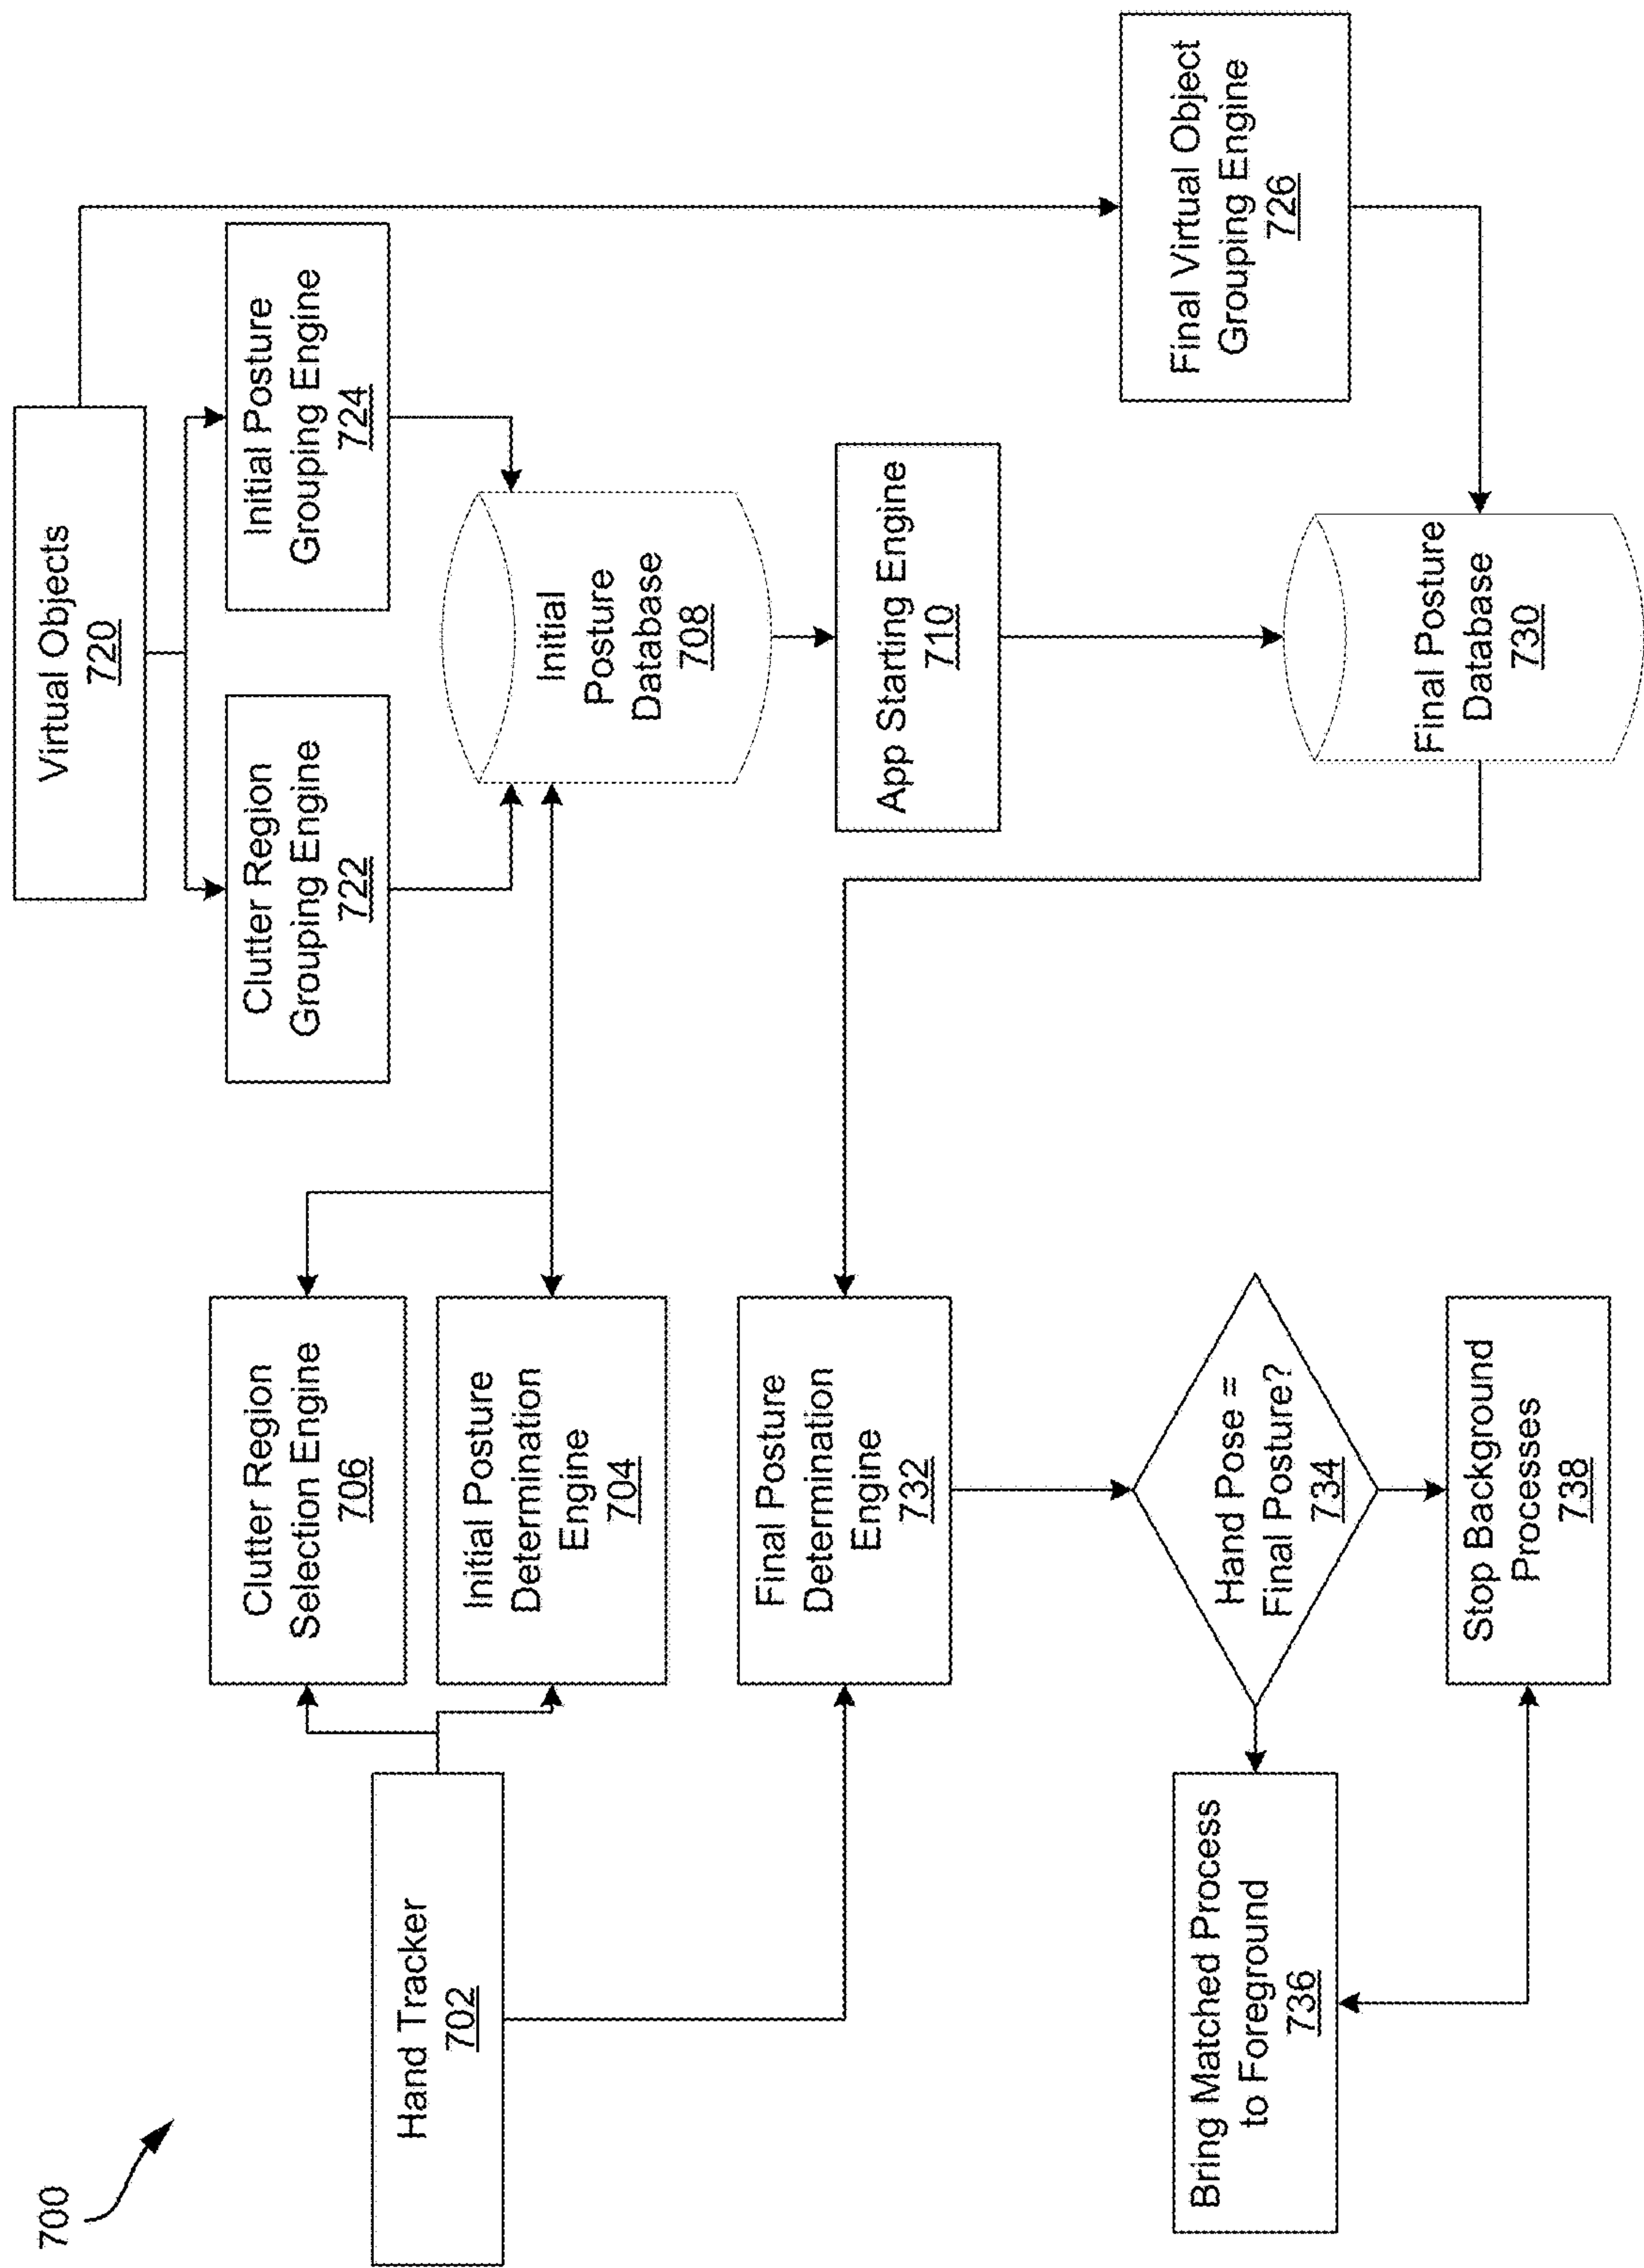 700
Virtual Objects
720
Clutter Region
Grouping Engine
722
Initial Posture
Grouping Engine
724
Clutter Region
Selection Engine
706
Hand Tracker
702
Initial Posture
Determination
Engine
704
Initial
Posture
Database
708
Final Posture
Determination
Engine
732
App Starting Engine
710
Final Virtual Object
Grouping Engine
726
Hand Pose =
Final Posture?
734
Bring Matched Process
to Foreground
736
Final Posture
Database
730
Stop Background
Processes
738